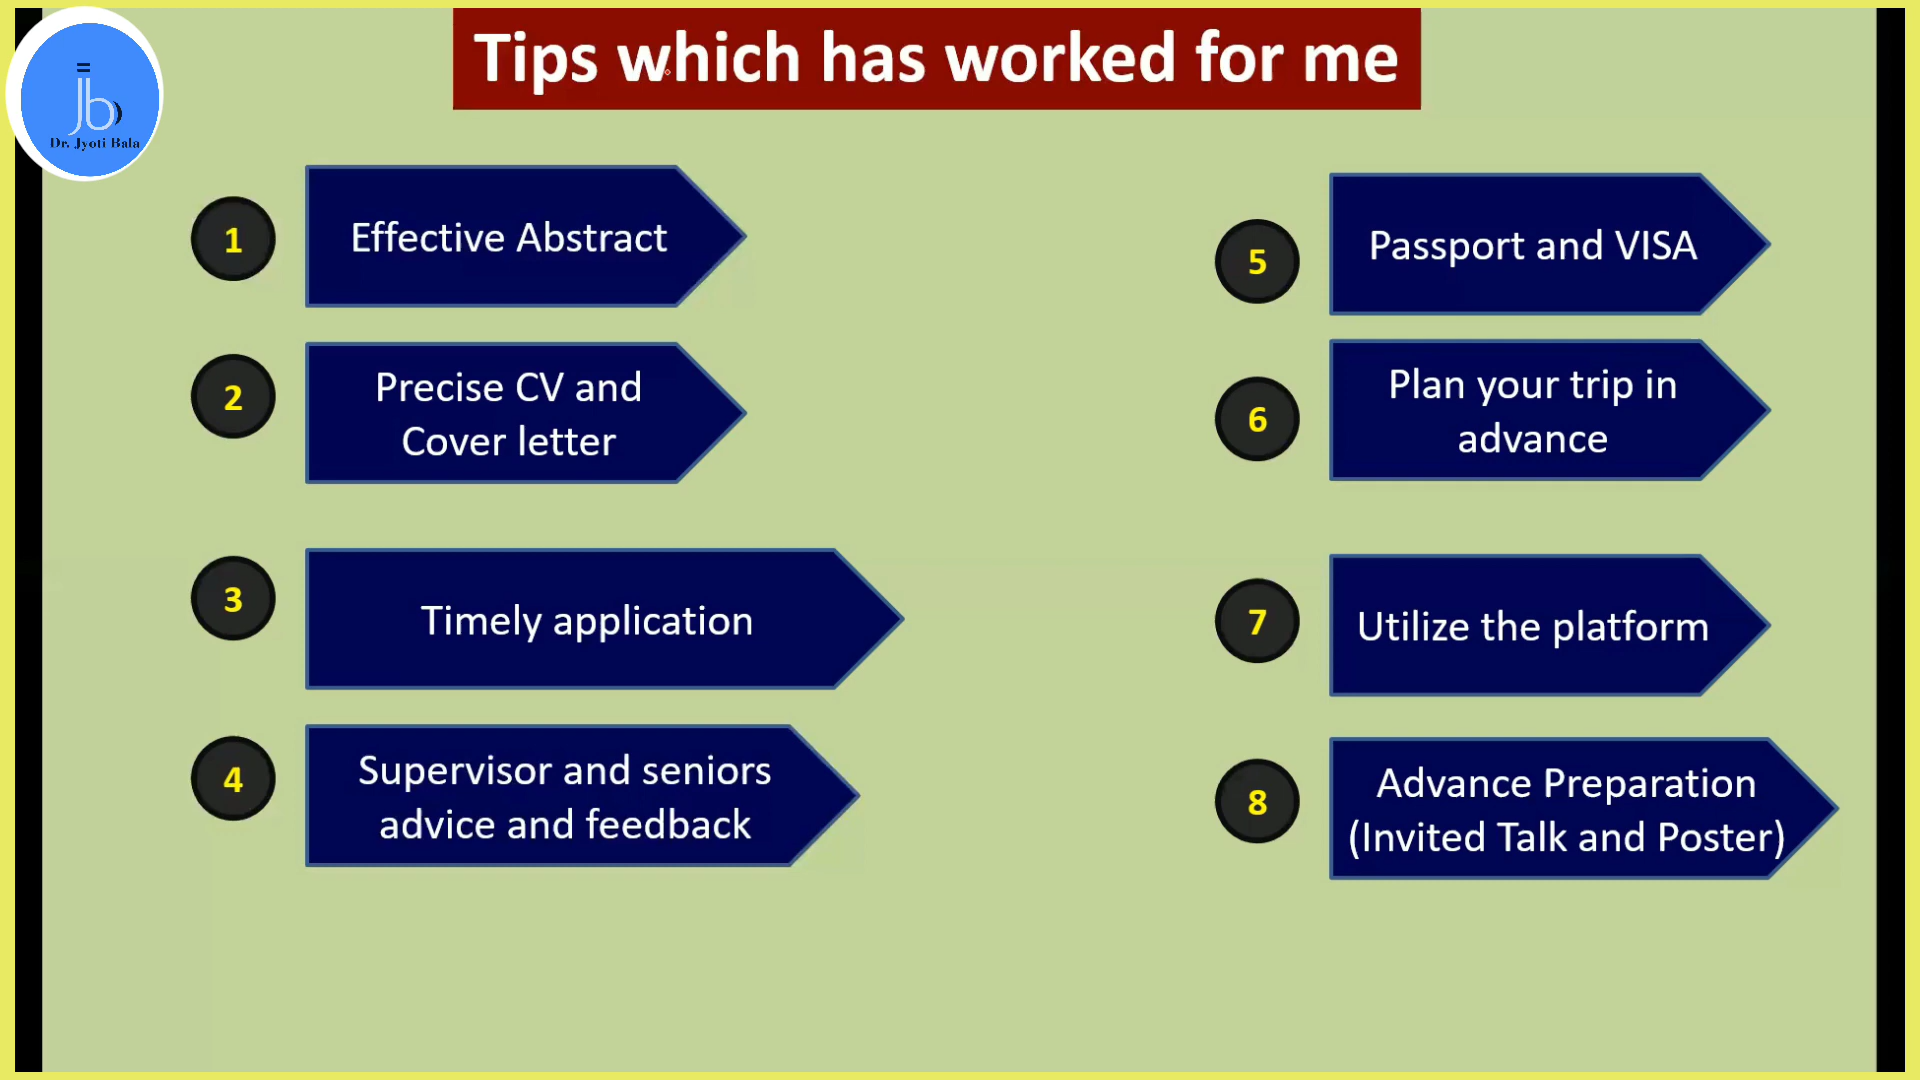 Tips which has worked for me
jb
Dr. Jyoti Bala
1
Effective Abstract
2
Precise CV and
Cover letter
3
Timely application
4
Supervisor and seniors
advice and feedback
5
Passport and VISA
6
Plan your trip in
advance
7
Utilize the platform
8
Advance Preparation
(Invited Talk and Poster)